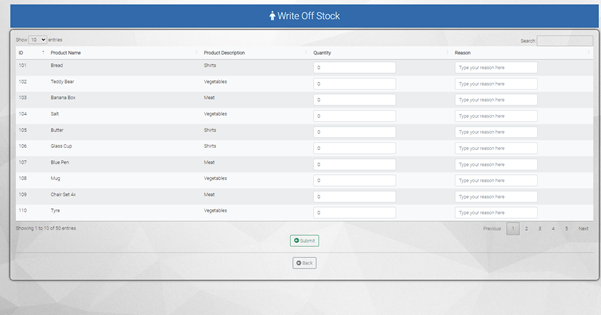 Write Off Stock
Show 10 entries
Search:
ID Product Name Product Description Quantity Reason
101 Bread Shirts 0 Type your reason here
102 Teddy Bear Vegetables 0 Type your reason here
103 Banana Box Meat 0 Type your reason here
104 Salt Vegetables 0 Type your reason here
105 Butter Shirts 0 Type your reason here
106 Glass Cup Shirts 0 Type your reason here
107 Blue Pen Meat 0 Type your reason here
108 Mug Vegetables 0 Type your reason here
109 Chair Set 4x Meat 0 Type your reason here
110 Tyre Vegetables 0 Type your reason here
Showing 1 to 10 of 50 entries
Previous 1 2 3 4 5 Next
Submit
Back